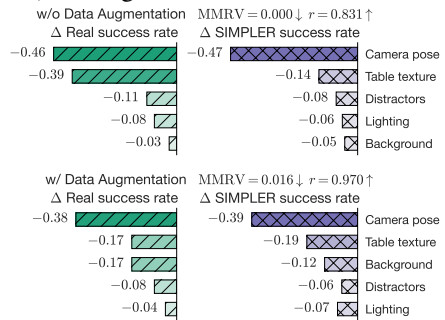 w/o Data Augmentation MMRV = 0.000↓ r = 0.831↑
Δ Real success rate Δ SIMPLER success rate
−0.46 −0.47 Camera pose
−0.39 −0.14 Table texture
−0.11 −0.08 Distractors
−0.08 −0.06 Lighting
−0.03 −0.05 Background
w/ Data Augmentation MMRV = 0.016↓ r = 0.970↑
Δ Real success rate Δ SIMPLER success rate
−0.38 −0.39 Camera pose
−0.17 −0.19 Table texture
−0.17 −0.12 Background
−0.08 −0.06 Distractors
−0.04 −0.07 Lighting